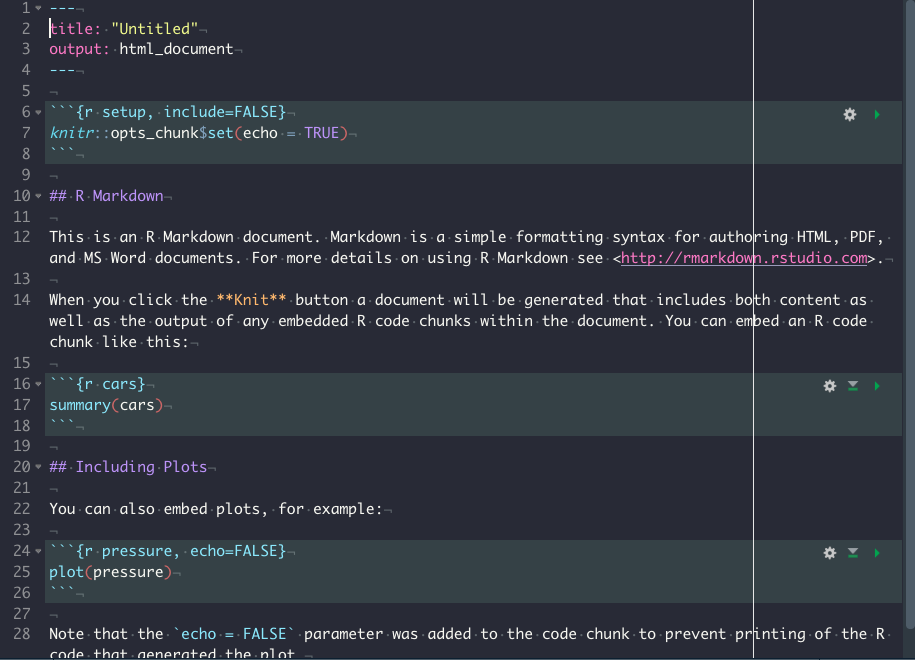 1 ---
2 title: "Untitled"
3 output: html_document
4 ---
5
6 ```{r setup, include=FALSE}
7 knitr::opts_chunk$set(echo = TRUE)
8 ```
9
10 ## R Markdown
11
12 This is an R Markdown document. Markdown is a simple formatting syntax for authoring HTML, PDF,
and MS Word documents. For more details on using R Markdown see <http://rmarkdown.rstudio.com>.
13
14 When you click the **Knit** button a document will be generated that includes both content as
well as the output of any embedded R code chunks within the document. You can embed an R code
chunk like this:
15
16 ```{r cars}
17 summary(cars)
18 ```
19
20 ## Including Plots
21
22 You can also embed plots, for example:
23
24 ```{r pressure, echo=FALSE}
25 plot(pressure)
26 ```
27
28 Note that the `echo = FALSE` parameter was added to the code chunk to prevent printing of the R
code that generated the plot.